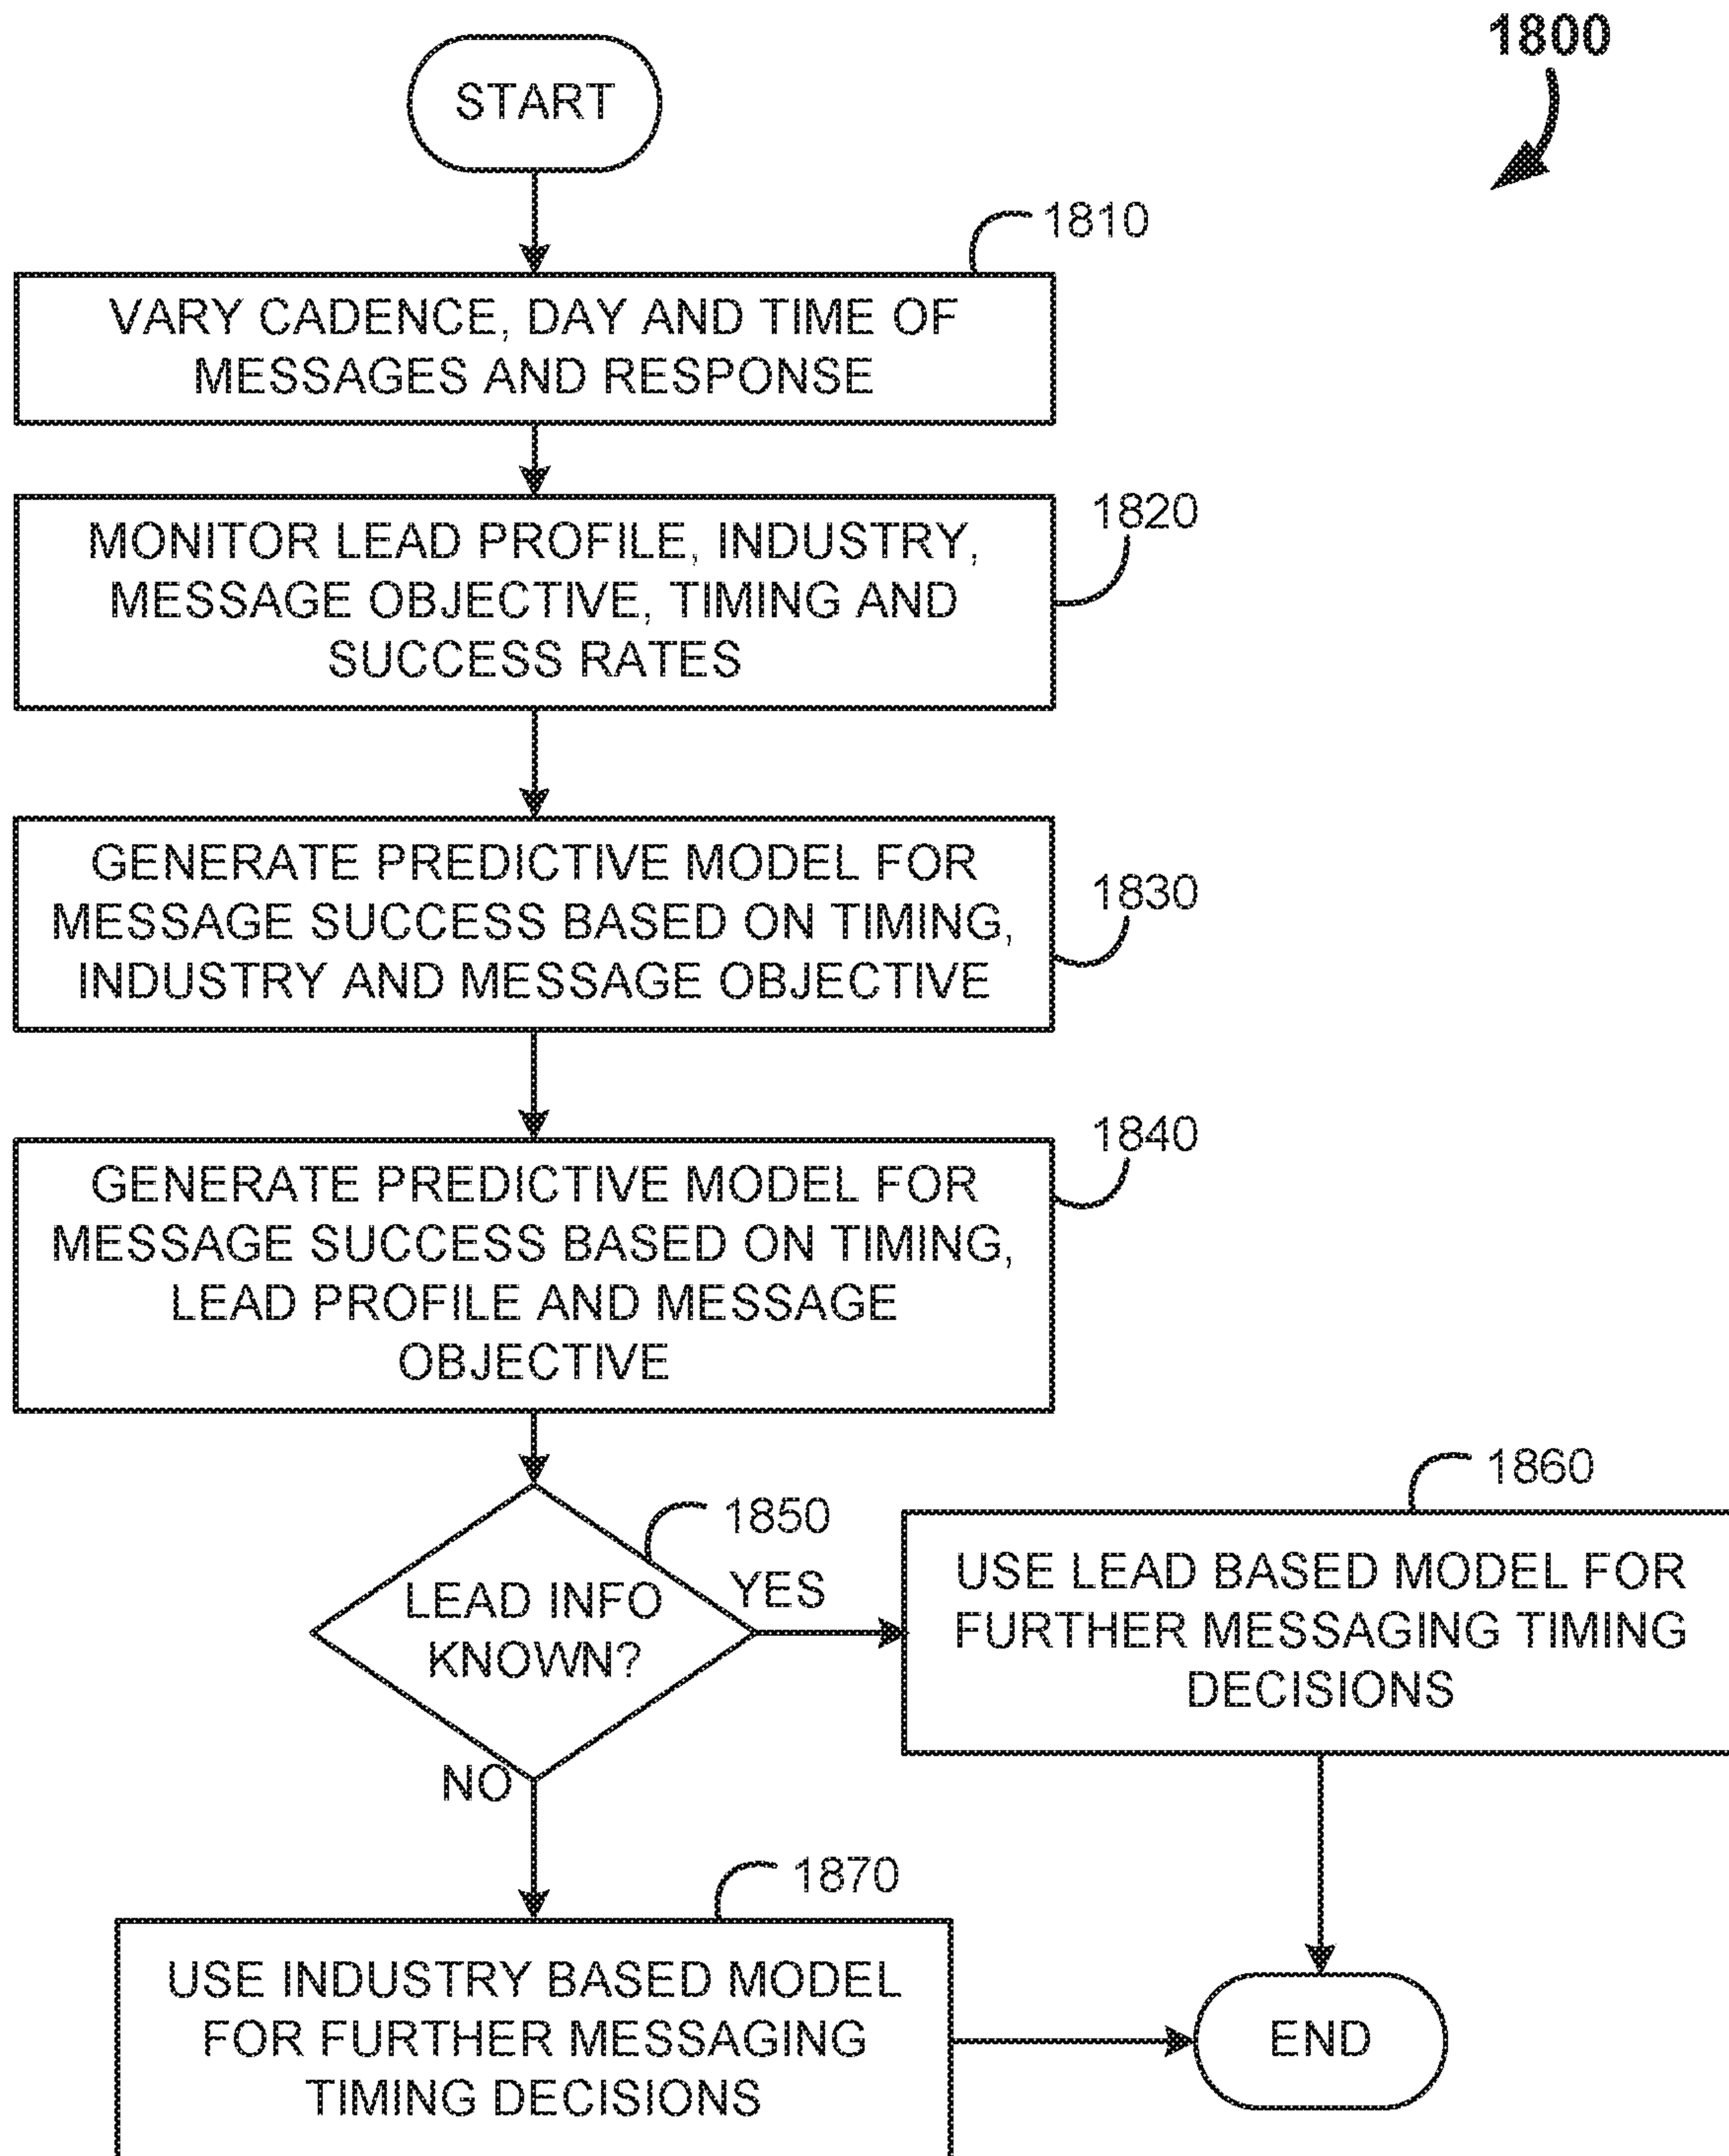 1800
START
1810
VARY CADENCE, DAY AND TIME OF
MESSAGES AND RESPONSE
1820
MONITOR LEAD PROFILE, INDUSTRY,
MESSAGE OBJECTIVE, TIMING AND
SUCCESS RATES
1830
GENERATE PREDICTIVE MODEL FOR
MESSAGE SUCCESS BASED ON TIMING,
INDUSTRY AND MESSAGE OBJECTIVE
1840
GENERATE PREDICTIVE MODEL FOR
MESSAGE SUCCESS BASED ON TIMING,
LEAD PROFILE AND MESSAGE
OBJECTIVE
1850
LEAD INFO
KNOWN?
YES
1860
USE LEAD BASED MODEL FOR
FURTHER MESSAGING TIMING
DECISIONS
NO
1870
USE INDUSTRY BASED MODEL
FOR FURTHER MESSAGING
TIMING DECISIONS
END